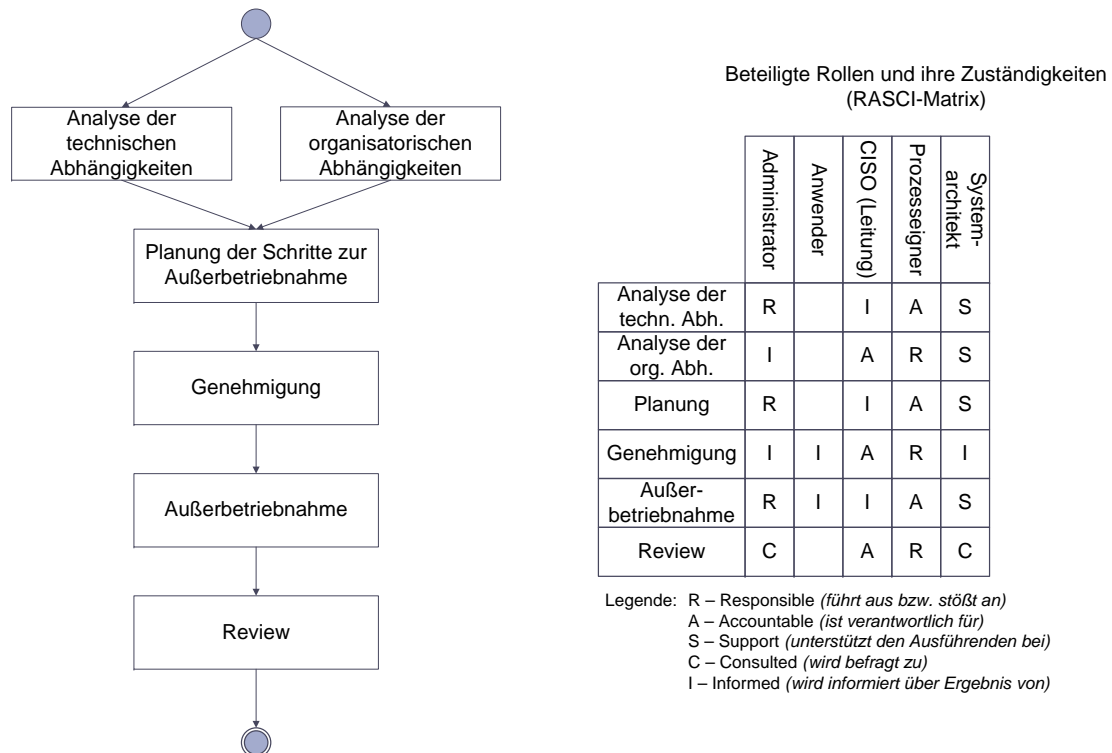 Analyse der
technischen
Abhängigkeiten
Analyse der
organisatorischen
Abhängigkeiten
Planung der Schritte zur
Außerbetriebnahme
Genehmigung
Außerbetriebnahme
Review
Beteiligte Rollen und ihre Zuständigkeiten
(RASCI-Matrix)
Administrator
Anwender
CISO (Leitung)
Prozesseigner
System-
architekt
Analyse der
techn. Abh.
R I A S
Analyse der
org. Abh.
I A R S
Planung R I A S
Genehmigung I I A R I
Außer-
betriebnahme
R I I A S
Review C A R C
Legende: R – Responsible (führt aus bzw. stößt an)
A – Accountable (ist verantwortlich für)
S – Support (unterstützt den Ausführenden bei)
C – Consulted (wird befragt zu)
I – Informed (wird informiert über Ergebnis von)